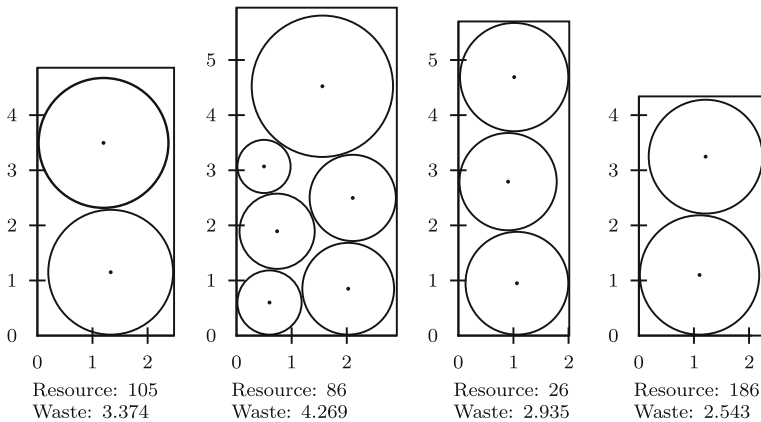 5
5
4
4
4
4
3
3
3
3
2
2
2
2
1
1
1
1
0
0
0
0
0 1 2
0 1 2
0 1 2
0 1 2
Resource: 105
Waste: 3.374
Resource: 86
Waste: 4.269
Resource: 26
Waste: 2.935
Resource: 186
Waste: 2.543